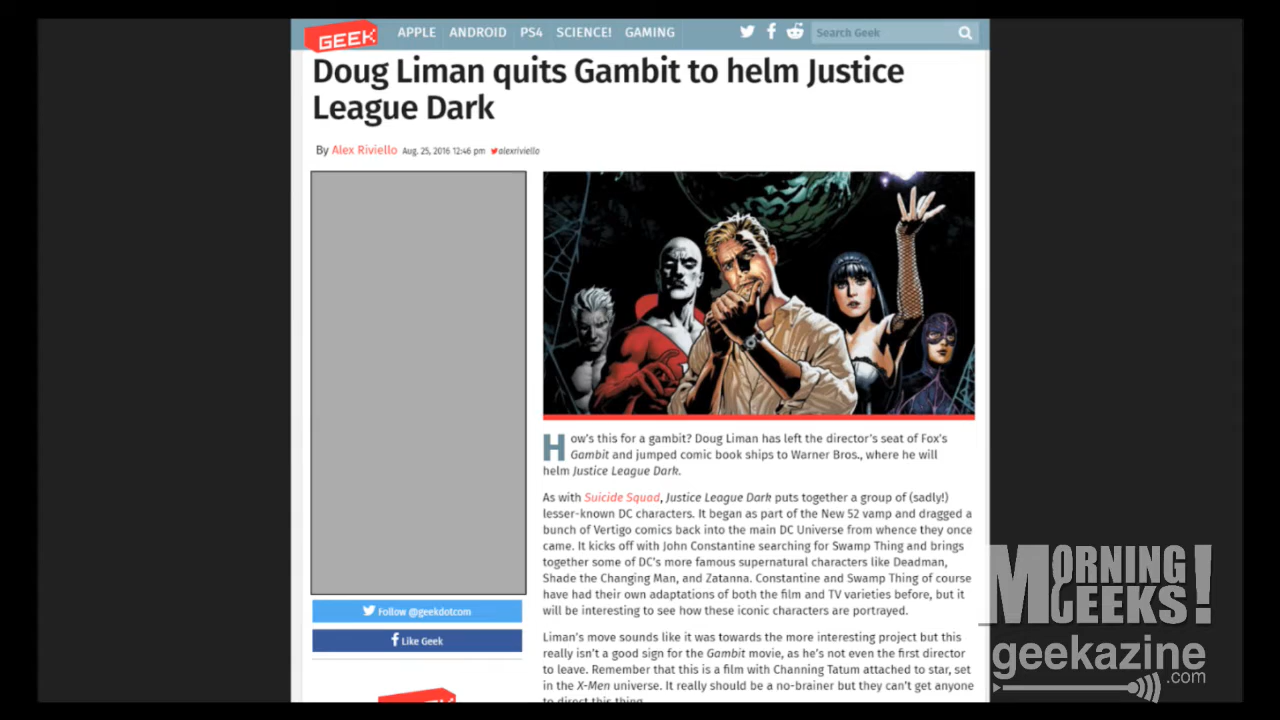 GEEK APPLE ANDROID PS4 SCIENCE! GAMING Search Geek
Doug Liman quits Gambit to helm Justice
League Dark
By Alex Riviello Aug. 25, 2016 12:46 pm alexriviello
How's this for a gambit? Doug Liman has left the director's seat of Fox's
Gambit and jumped comic book ships to Warner Bros., where he will
helm Justice League Dark.
As with Suicide Squad, Justice League Dark puts together a group of (sadly!)
lesser-known DC characters. It began as part of the New 52 vamp and dragged a
bunch of Vertigo comics back into the main DC Universe from whence they once
came. It kicks off with John Constantine searching for Swamp Thing and brings
together some of DC's more famous supernatural characters like Deadman,
Shade the Changing Man, and Zatanna. Constantine and Swamp Thing of course
have had their own adaptations of both the film and TV varieties before, but it
will be interesting to see how these iconic characters are portrayed.
Liman's move sounds like it was towards the more interesting project but this
really isn't a good sign for the Gambit movie, as he's not even the first director
to leave. Remember that this is a film with Channing Tatum attached to star, set
in the X-Men universe. It really should be a no-brainer but they can't get anyone
to direct this thing.
Follow @geekdotcom
Like Geek
MORNING
GEEKS!
geekazine
.com